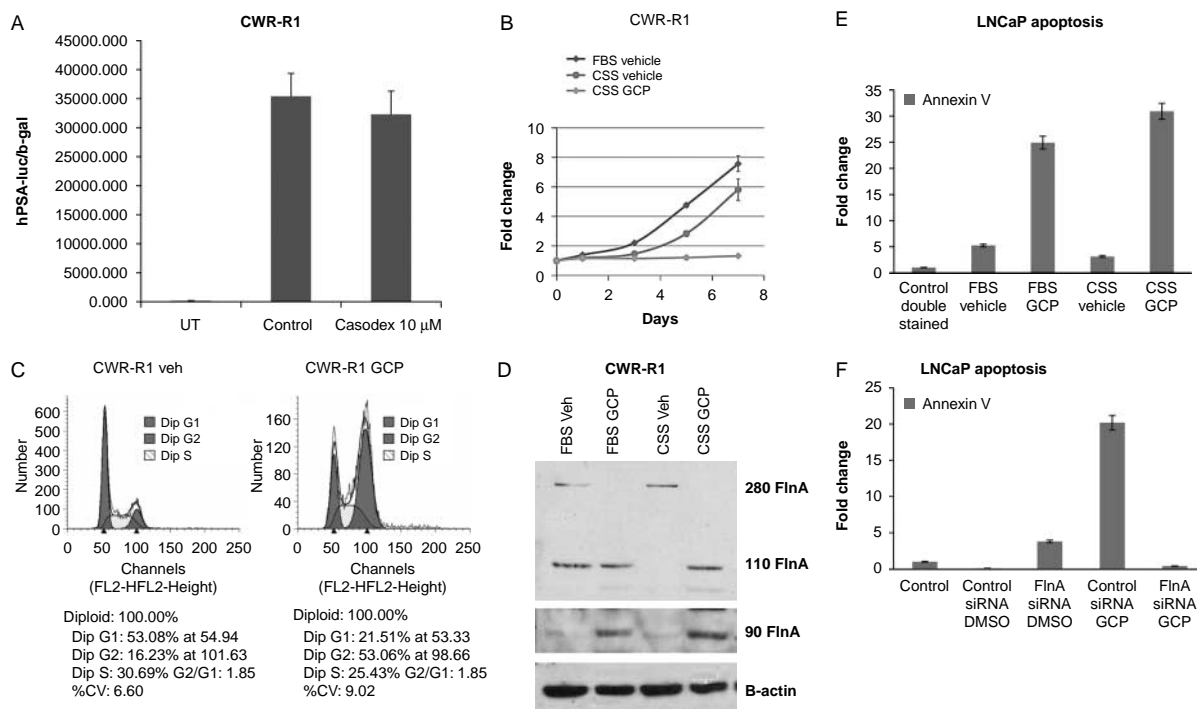 A
CWR-R1
hPSA-luc/b-gal
45000.000
40000.000
35000.000
30000.000
25000.000
20000.000
15000.000
10000.000
5000.000
0.000
UT
Control
Casodex 10 μM
B
CWR-R1
FBS vehicle
CSS vehicle
CSS GCP
Fold change
10
8
6
4
2
0
0
2
4
6
8
Days
C
CWR-R1 veh
Number
600
500
400
300
200
100
0
Dip G1
Dip G2
Dip S
0 50 100 150 200 250
Channels
(FL2-HFL2-Height)
Diploid: 100.00%
Dip G1: 53.08% at 54.94
Dip G2: 16.23% at 101.63
Dip S: 30.69% G2/G1: 1.85
%CV: 6.60
CWR-R1 GCP
Number
160
120
80
40
0
Dip G1
Dip G2
Dip S
0 50 100 150 200 250
Channels
(FL2-HFL2-Height)
Diploid: 100.00%
Dip G1: 21.51% at 53.33
Dip G2: 53.06% at 98.66
Dip S: 25.43% G2/G1: 1.85
%CV: 9.02
D
CWR-R1
FBS Veh
FBS GCP
CSS Veh
CSS GCP
280 FlnA
110 FlnA
90 FlnA
B-actin
E
LNCaP apoptosis
Annexin V
Fold change
35
30
25
20
15
10
5
0
Control
double
stained
FBS
vehicle
FBS
GCP
CSS
vehicle
CSS
GCP
F
LNCaP apoptosis
Annexin V
Fold change
25
20
15
10
5
0
Control
Control
siRNA
DMSO
FlnA
siRNA
DMSO
Control
siRNA
GCP
FlnA
siRNA
GCP